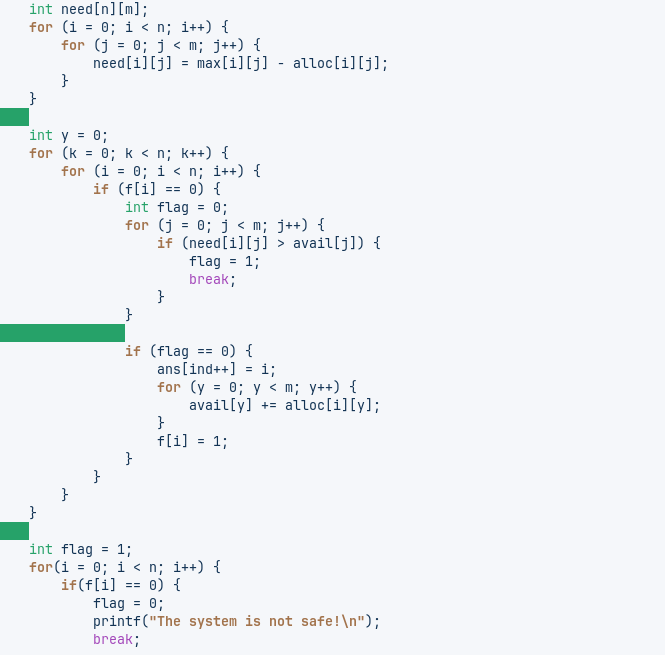 int need[n][m];
for (i = 0; i < n; i++) {
    for (j = 0; j < m; j++) {
        need[i][j] = max[i][j] - alloc[i][j];
    }
}
int y = 0;
for (k = 0; k < n; k++) {
    for (i = 0; i < n; i++) {
        if (f[i] == 0) {
            int flag = 0;
            for (j = 0; j < m; j++) {
                if (need[i][j] > avail[j]) {
                    flag = 1;
                    break;
                }
            }
            if (flag == 0) {
                ans[ind++] = i;
                for (y = 0; y < m; y++) {
                    avail[y] += alloc[i][y];
                }
                f[i] = 1;
            }
        }
    }
}
int flag = 1;
for(i = 0; i < n; i++) {
    if(f[i] == 0) {
        flag = 0;
        printf("The system is not safe!\n");
        break;